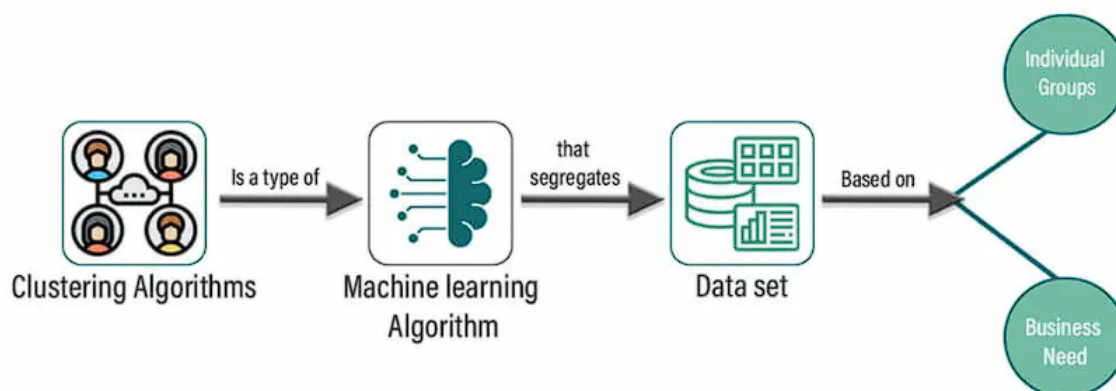 Clustering Algorithms
Is a type of
Machine learning
Algorithm
that
segregates
Data set
Based on
Individual
Groups
Business
Need